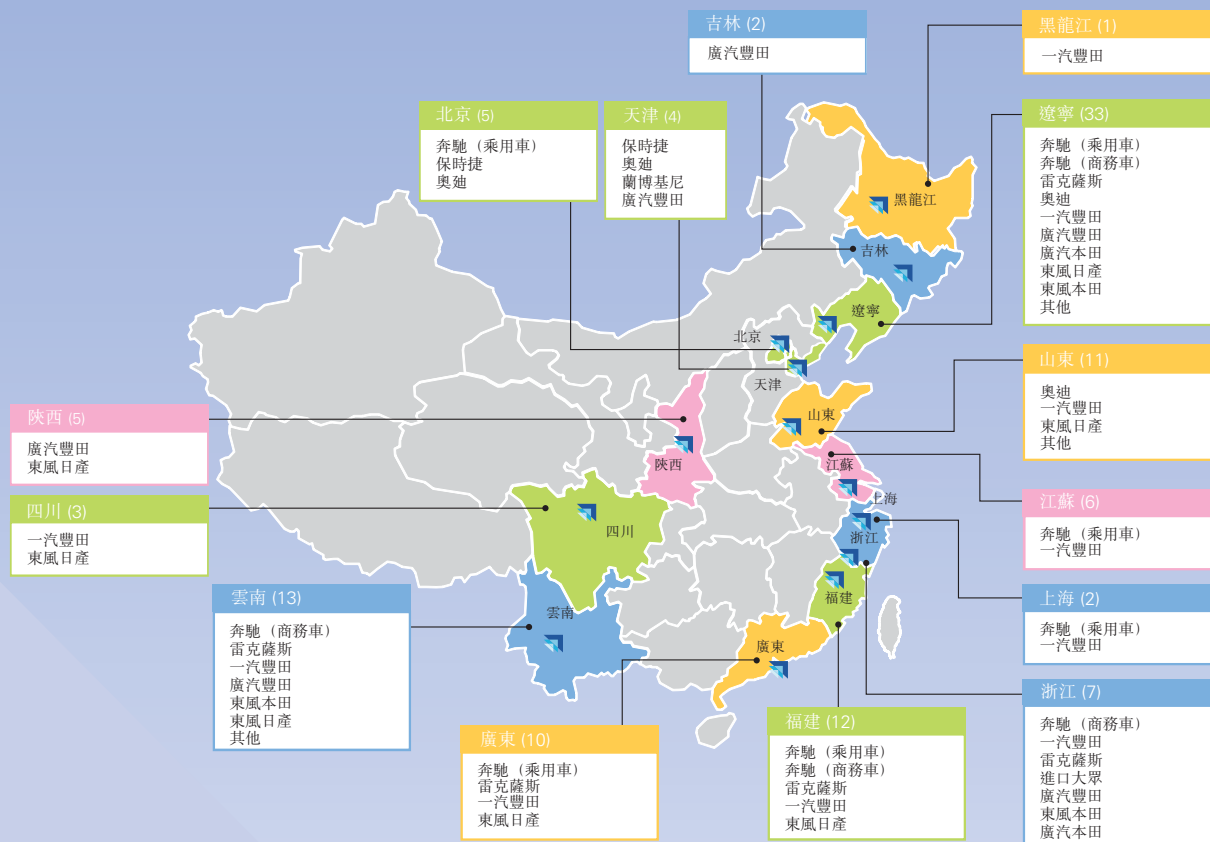 吉林 (2)
廣汽豐田
黑龍江 (1)
一汽豐田
北京 (5)
奔馳（乘用車）
保時捷
奧迪
天津 (4)
保時捷
奧迪
蘭博基尼
廣汽豐田
遼寧 (33)
奔馳（乘用車）
奔馳（商務車）
雷克薩斯
奧迪
一汽豐田
廣汽豐田
廣汽本田
東風日產
東風本田
其他
黑龍江
吉林
遼寧
北京
天津
山東
陝西
江蘇
上海
浙江
四川
福建
雲南
廣東
山東 (11)
奧迪
一汽豐田
東風日產
其他
陝西 (5)
廣汽豐田
東風日產
四川 (3)
一汽豐田
東風日產
江蘇 (6)
奔馳（乘用車）
一汽豐田
雲南 (13)
奔馳（商務車）
雷克薩斯
一汽豐田
廣汽豐田
東風本田
東風日產
其他
上海 (2)
奔馳（乘用車）
一汽豐田
廣東 (10)
奔馳（乘用車）
雷克薩斯
一汽豐田
東風日產
福建 (12)
奔馳（乘用車）
奔馳（商務車）
雷克薩斯
一汽豐田
東風日產
浙江 (7)
奔馳（商務車）
一汽豐田
雷克薩斯
進口大眾
廣汽豐田
東風本田
廣汽本田